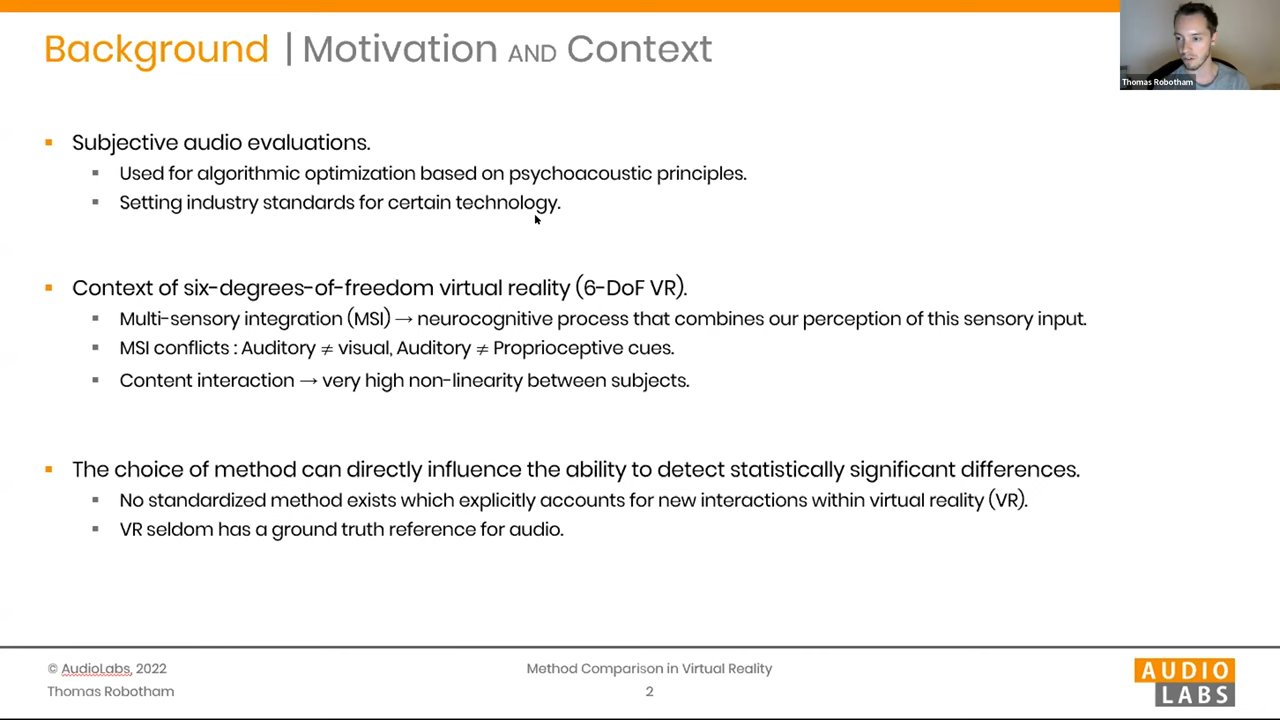 Background | Motivation AND Context
Thomas Robotham
Subjective audio evaluations.
Used for algorithmic optimization based on psychoacoustic principles.
Setting industry standards for certain technology.
Context of six-degrees-of-freedom virtual reality (6-DoF VR).
Multi-sensory integration (MSI) → neurocognitive process that combines our perception of this sensory input.
MSI conflicts : Auditory ≠ visual, Auditory ≠ Proprioceptive cues.
Content interaction → very high non-linearity between subjects.
The choice of method can directly influence the ability to detect statistically significant differences.
No standardized method exists which explicitly accounts for new interactions within virtual reality (VR).
VR seldom has a ground truth reference for audio.
© AudioLabs, 2022
Thomas Robotham
Method Comparison in Virtual Reality
2
AUDIO
LABS